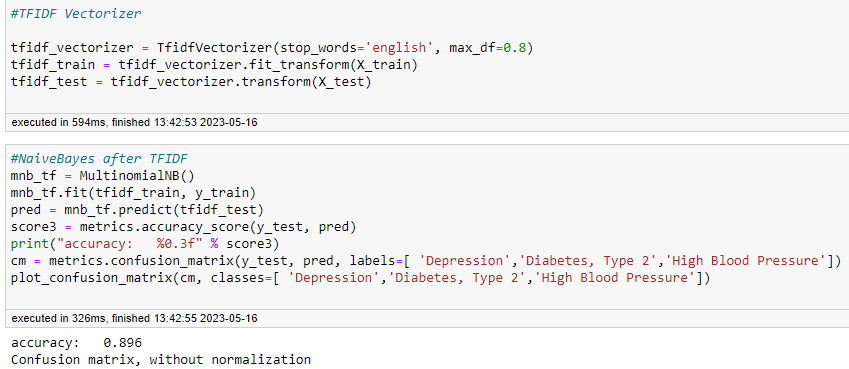 #TFIDF Vectorizer
tfidf_vectorizer = TfidfVectorizer(stop_words='english', max_df=0.8)
tfidf_train = tfidf_vectorizer.fit_transform(X_train)
tfidf_test = tfidf_vectorizer.transform(X_test)
executed in 594ms, finished 13:42:53 2023-05-16
#NaiveBayes after TFIDF
mnb_tf = MultinomialNB()
mnb_tf.fit(tfidf_train, y_train)
pred = mnb_tf.predict(tfidf_test)
score3 = metrics.accuracy_score(y_test, pred)
print("accuracy:   %0.3f" % score3)
cm = metrics.confusion_matrix(y_test, pred, labels=[ 'Depression','Diabetes, Type 2','High Blood Pressure'])
plot_confusion_matrix(cm, classes=[ 'Depression','Diabetes, Type 2','High Blood Pressure'])
executed in 326ms, finished 13:42:55 2023-05-16
accuracy:   0.896
Confusion matrix, without normalization